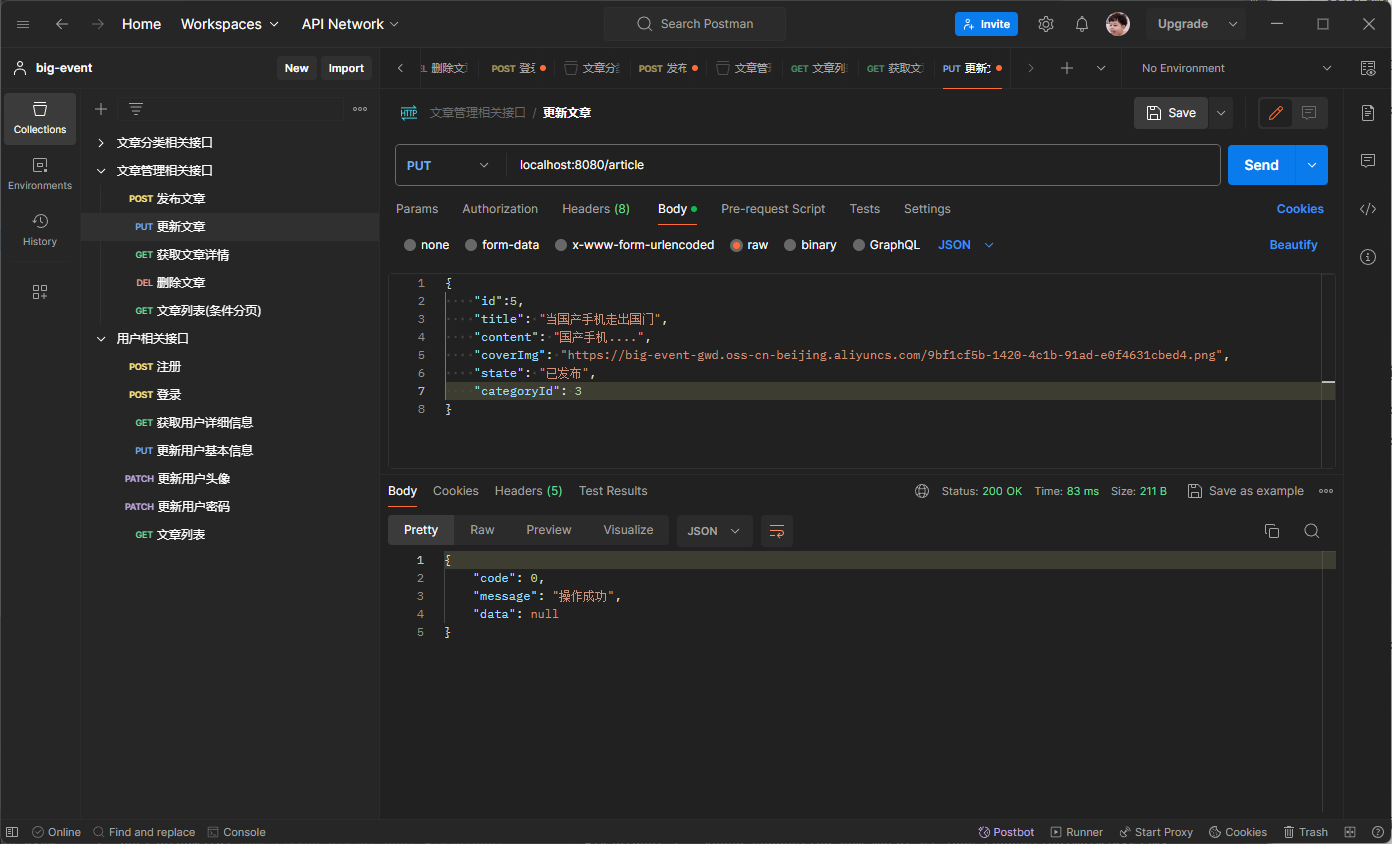 Home Workspaces API Network Search Postman Invite Upgrade
big-event New Import
删除文 POST 登 文章分 POST 发布 文章管 GET 文章列 GET 获取文 PUT 更新 No Environment
Collections
Environments
History
文章分类相关接口
文章管理相关接口
POST 发布文章
PUT 更新文章
GET 获取文章详情
DEL 删除文章
GET 文章列表(条件分页)
用户相关接口
POST 注册
POST 登录
GET 获取用户详细信息
PUT 更新用户基本信息
PATCH 更新用户头像
PATCH 更新用户密码
GET 文章列表
HTTP 文章管理相关接口 / 更新文章 Save
PUT localhost:8080/article Send
Params Authorization Headers (8) Body Pre-request Script Tests Settings Cookies
none form-data x-www-form-urlencoded raw binary GraphQL JSON Beautify
1 {
2 "id":5,
3 "title": "当国产手机走出国门",
4 "content": "国产手机....",
5 "coverImg": "https://big-event-gwd.oss-cn-beijing.aliyuncs.com/9bf1cf5b-1420-4c1b-91ad-e0f4631cbed4.png",
6 "state": "已发布",
7 "categoryId": 3
8 }
Body Cookies Headers (5) Test Results Status: 200 OK Time: 83 ms Size: 211 B Save as example
Pretty Raw Preview Visualize JSON
1 {
2 "code": 0,
3 "message": "操作成功",
4 "data": null
5 }
Online Find and replace Console Postbot Runner Start Proxy Cookies Trash